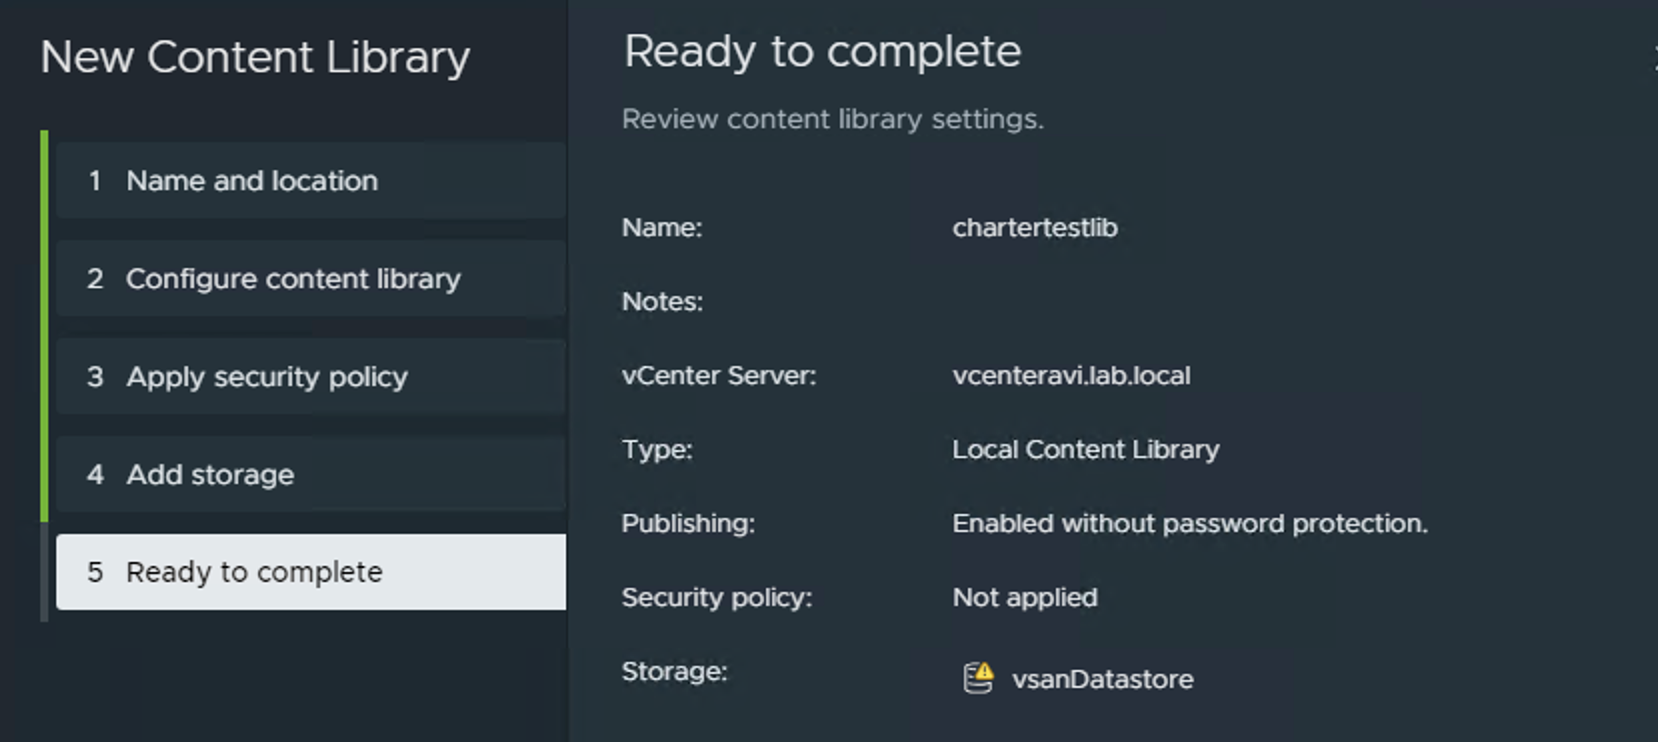 New Content Library
1 Name and location
2 Configure content library
3 Apply security policy
4 Add storage
5 Ready to complete
Ready to complete
Review content library settings.
Name: chartertestlib
Notes:
vCenter Server: vcenteravi.lab.local
Type: Local Content Library
Publishing: Enabled without password protection.
Security policy: Not applied
Storage: vsanDatastore